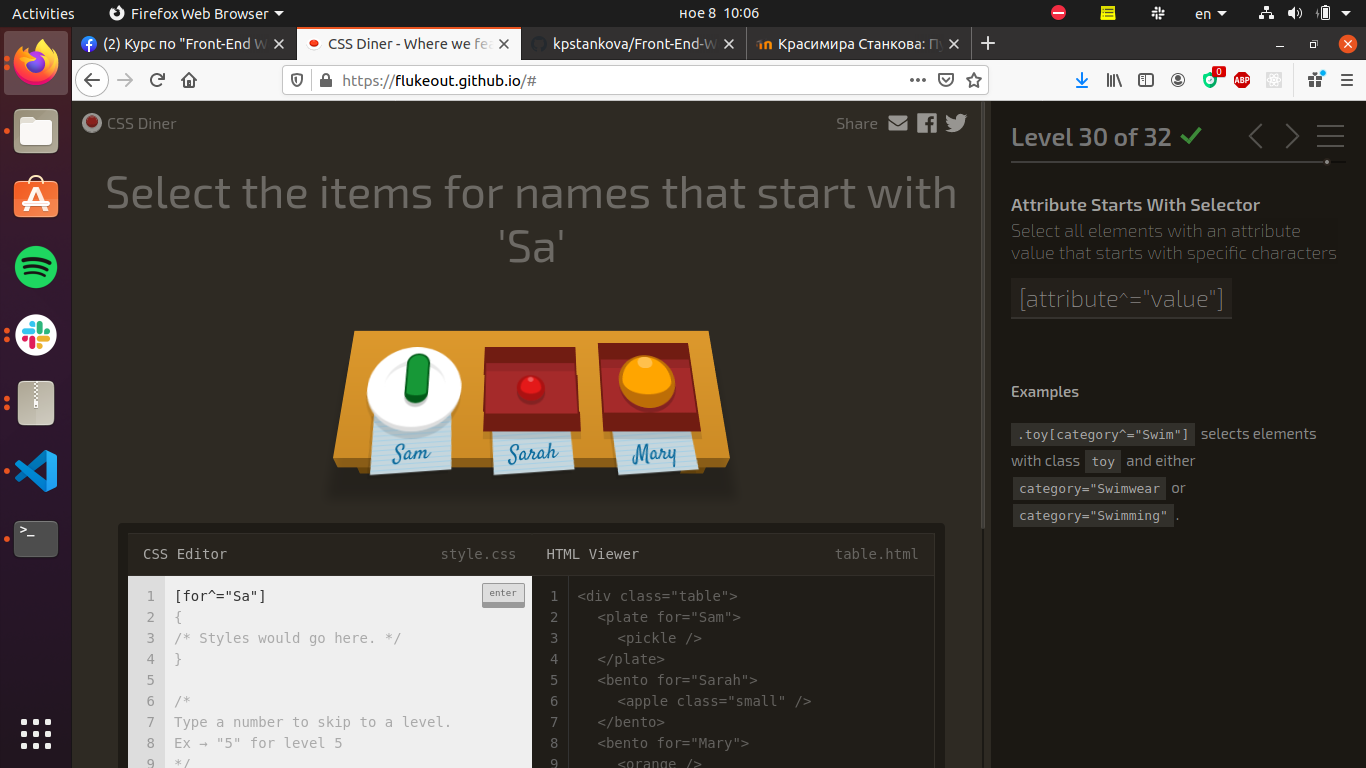 Activities
Firefox Web Browser
ное 8 10:06
en
(2) Курс по "Front-End W
CSS Diner - Where we fea
kpstankova/Front-End-W
Красимира Станкова: П
https://flukeout.github.io/#
0
ABP
CSS Diner
Share
Select the items for names that start with
'Sa'
Sam
Sarah
Mary
CSS Editor
style.css
HTML Viewer
table.html
enter
1 [for^="Sa"]
2 {
3 /* Styles would go here. */
4 }
5
6 /*
7 Type a number to skip to a level.
8 Ex → "5" for level 5
9 */
1 <div class="table">
2 <plate for="Sam">
3 <pickle />
4 </plate>
5 <bento for="Sarah">
6 <apple class="small" />
7 </bento>
8 <bento for="Mary">
9 <orange />
Level 30 of 32
Attribute Starts With Selector
Select all elements with an attribute
value that starts with specific characters
[attribute^="value"]
Examples
.toy[category^="Swim"] selects elements
with class toy and either
category="Swimwear or
category="Swimming" .